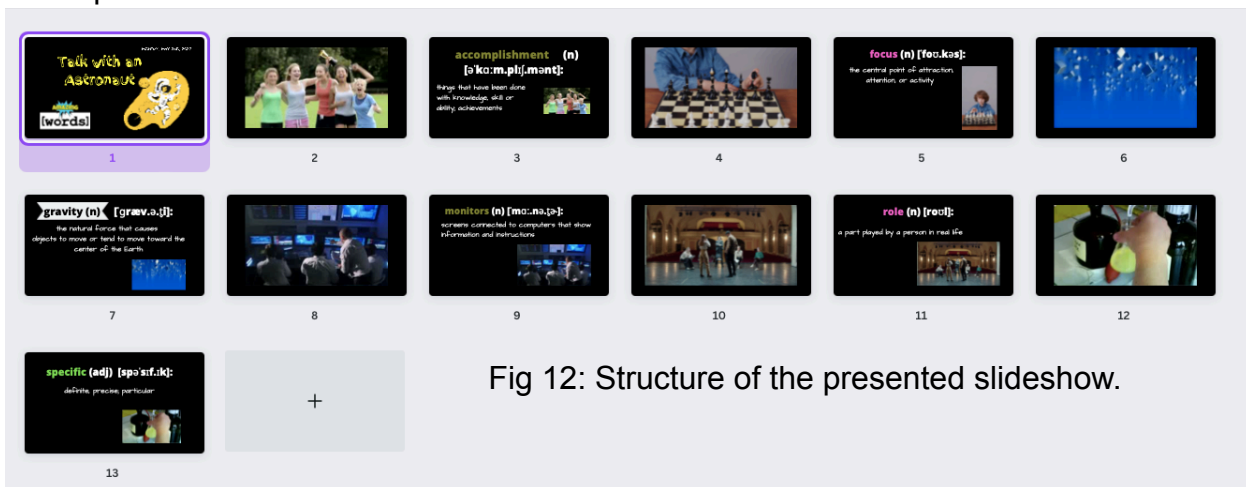 Talk with an
Astronaut
[words]
1
2
accomplishment (n)
[əˈkɑːm.plɪʃ.mənt]:
things that have been done
with knowledge, skill or
ability, achievements
3
4
focus (n) [ˈfoʊ.kəs]:
the central point of attraction,
attention, or activity
5
6
gravity (n) [ˈɡræv.ə.t̬i]:
the natural force that causes
objects to move or tend to move toward the
center of the Earth
7
8
monitors (n) [ˈmɑː.nə.t̬ɚ]:
screens connected to computers that show
information and instructions
9
10
role (n) [roʊl]:
a part played by a person in real life
11
12
specific (adj) [spəˈsɪf.ɪk]:
definite, precise, particular
13
+
Fig 12: Structure of the presented slideshow.